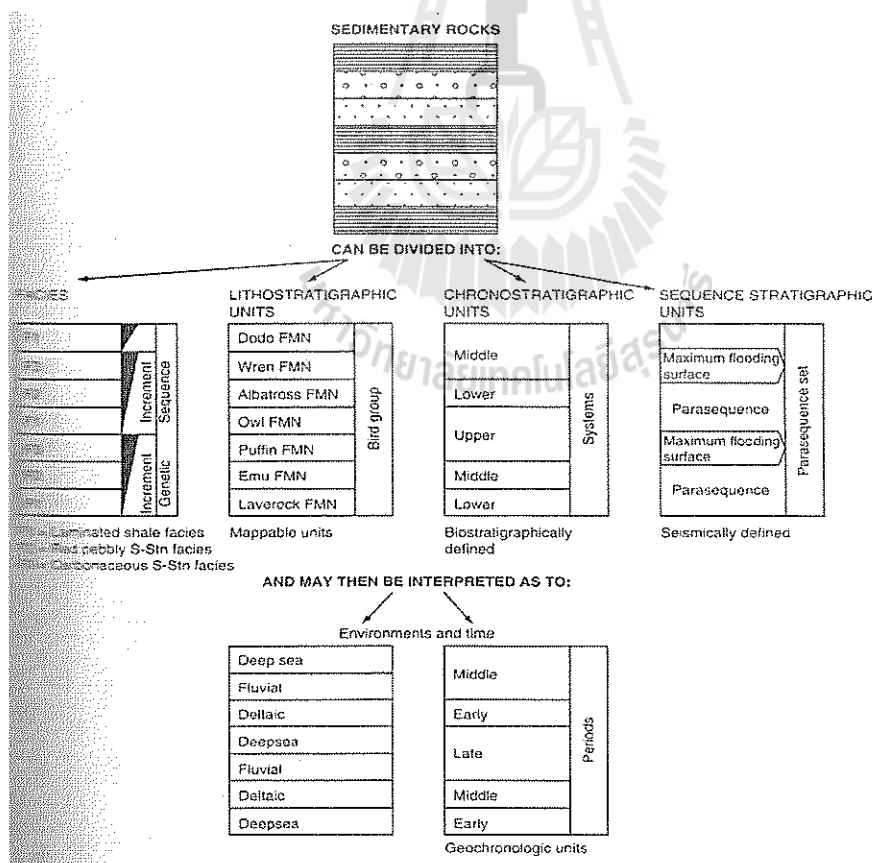 SEDIMENTARY ROCKS
CAN BE DIVIDED INTO:
LITHOSTRATIGRAPHIC
UNITS
Dodo FMN
Wren FMN
Albatross FMN
Owl FMN
Puffin FMN
Emu FMN
Laverock FMN
Bird group
Mappable units
CHRONOSTRATIGRAPHIC
UNITS
Middle
Lower
Upper
Middle
Lower
Systems
Biostratigraphically
defined
SEQUENCE STRATIGRAPHIC
UNITS
Maximum flooding
surface
Parasequence
Maximum flooding
surface
Parasequence
Parasequence set
Seismically defined
Increment
Increment
Genetic
Sequence
Laminated shale facies
pebbly S-Stn facies
Carbonaceous S-Stn facies
AND MAY THEN BE INTERPRETED AS TO:
Environments and time
Deep sea
Fluvial
Deltaic
Deepsea
Fluvial
Deltaic
Deepsea
Middle
Early
Late
Middle
Early
Periods
Geochronologic units